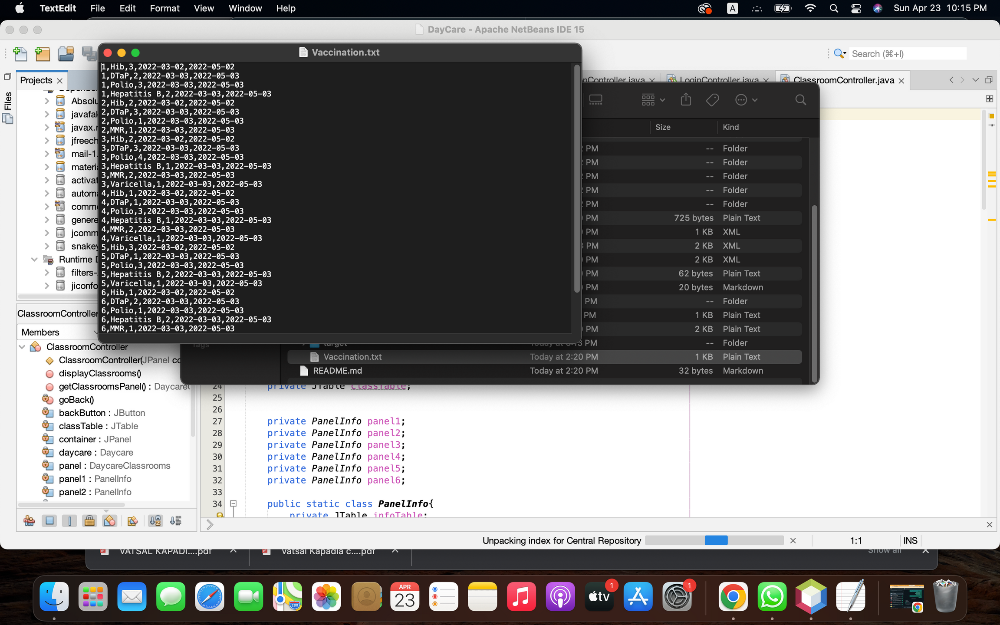 TextEdit File Edit Format View Window Help
A Sun Apr 23 10:15 PM
DayCare - Apache NetBeans IDE 15
Search (⌘+I)
Vaccination.txt
1,Hib,3,2022-03-02,2022-05-02
1,DTaP,2,2022-03-03,2022-05-03
1,Polio,3,2022-03-03,2022-05-03
1,Hepatitis B,2,2022-03-03,2022-05-03
2,Hib,2,2022-03-02,2022-05-02
2,DTaP,3,2022-03-03,2022-05-03
2,Polio,1,2022-03-03,2022-05-03
2,MMR,1,2022-03-03,2022-05-03
3,Hib,2,2022-03-02,2022-05-02
3,DTaP,3,2022-03-03,2022-05-03
3,Polio,4,2022-03-03,2022-05-03
3,Hepatitis B,1,2022-03-03,2022-05-03
3,MMR,2,2022-03-03,2022-05-03
3,Varicella,1,2022-03-03,2022-05-03
4,Hib,1,2022-03-02,2022-05-02
4,DTaP,1,2022-03-03,2022-05-03
4,Polio,3,2022-03-03,2022-05-03
4,Hepatitis B,1,2022-03-03,2022-05-03
4,MMR,2,2022-03-03,2022-05-03
4,Varicella,1,2022-03-03,2022-05-03
5,Hib,3,2022-03-02,2022-05-02
5,DTaP,1,2022-03-03,2022-05-03
5,Polio,3,2022-03-03,2022-05-03
5,Hepatitis B,2,2022-03-03,2022-05-03
5,Varicella,1,2022-03-03,2022-05-03
6,Hib,1,2022-03-02,2022-05-02
6,DTaP,2,2022-03-03,2022-05-03
6,Polio,1,2022-03-03,2022-05-03
6,Hepatitis B,2,2022-03-03,2022-05-03
6,MMR,1,2022-03-03,2022-05-03
Files
Projects
Absolu
javafa
javax.
jfreech
mail-1
materi
activat
autom
comm
genere
jcomm
snakey
Runtime
filters-
jiconfo
nController.java LoginController.java ClassroomController.java
Size Kind
PM -- Folder
PM -- Folder
PM -- Folder
PM -- Folder
PM -- Folder
PM 725 bytes Plain Text
PM 1 KB XML
PM 2 KB XML
PM 2 KB XML
PM 62 bytes Plain Text
PM 20 bytes Markdown
PM -- Folder
PM 1 KB Plain Text
PM 2 KB Plain Text
Tags target PM -- Folder
Vaccination.txt Today at 2:20 PM 1 KB Plain Text
README.md Today at 2:20 PM 32 bytes Markdown
ClassroomController
Members
ClassroomController
ClassroomController(JPanel co
displayClassrooms()
getClassroomsPanel() : Daycare
goBack()
backButton : JButton
classTable : JTable
container : JPanel
daycare : Daycare
panel : DaycareClassrooms
panel1 : PanelInfo
panel2 : PanelInfo
24 private JTable classTable;
25
26
27 private PanelInfo panel1;
28 private PanelInfo panel2;
29 private PanelInfo panel3;
30 private PanelInfo panel4;
31 private PanelInfo panel5;
32 private PanelInfo panel6;
33
34 public static class PanelInfo{
private JTable infoTable;
Unpacking index for Central Repository 1:1 INS
VATSAL KAPADI....pdf Vatsal Kapadia c....pdf Show all
APR
23
280
tv
1
1